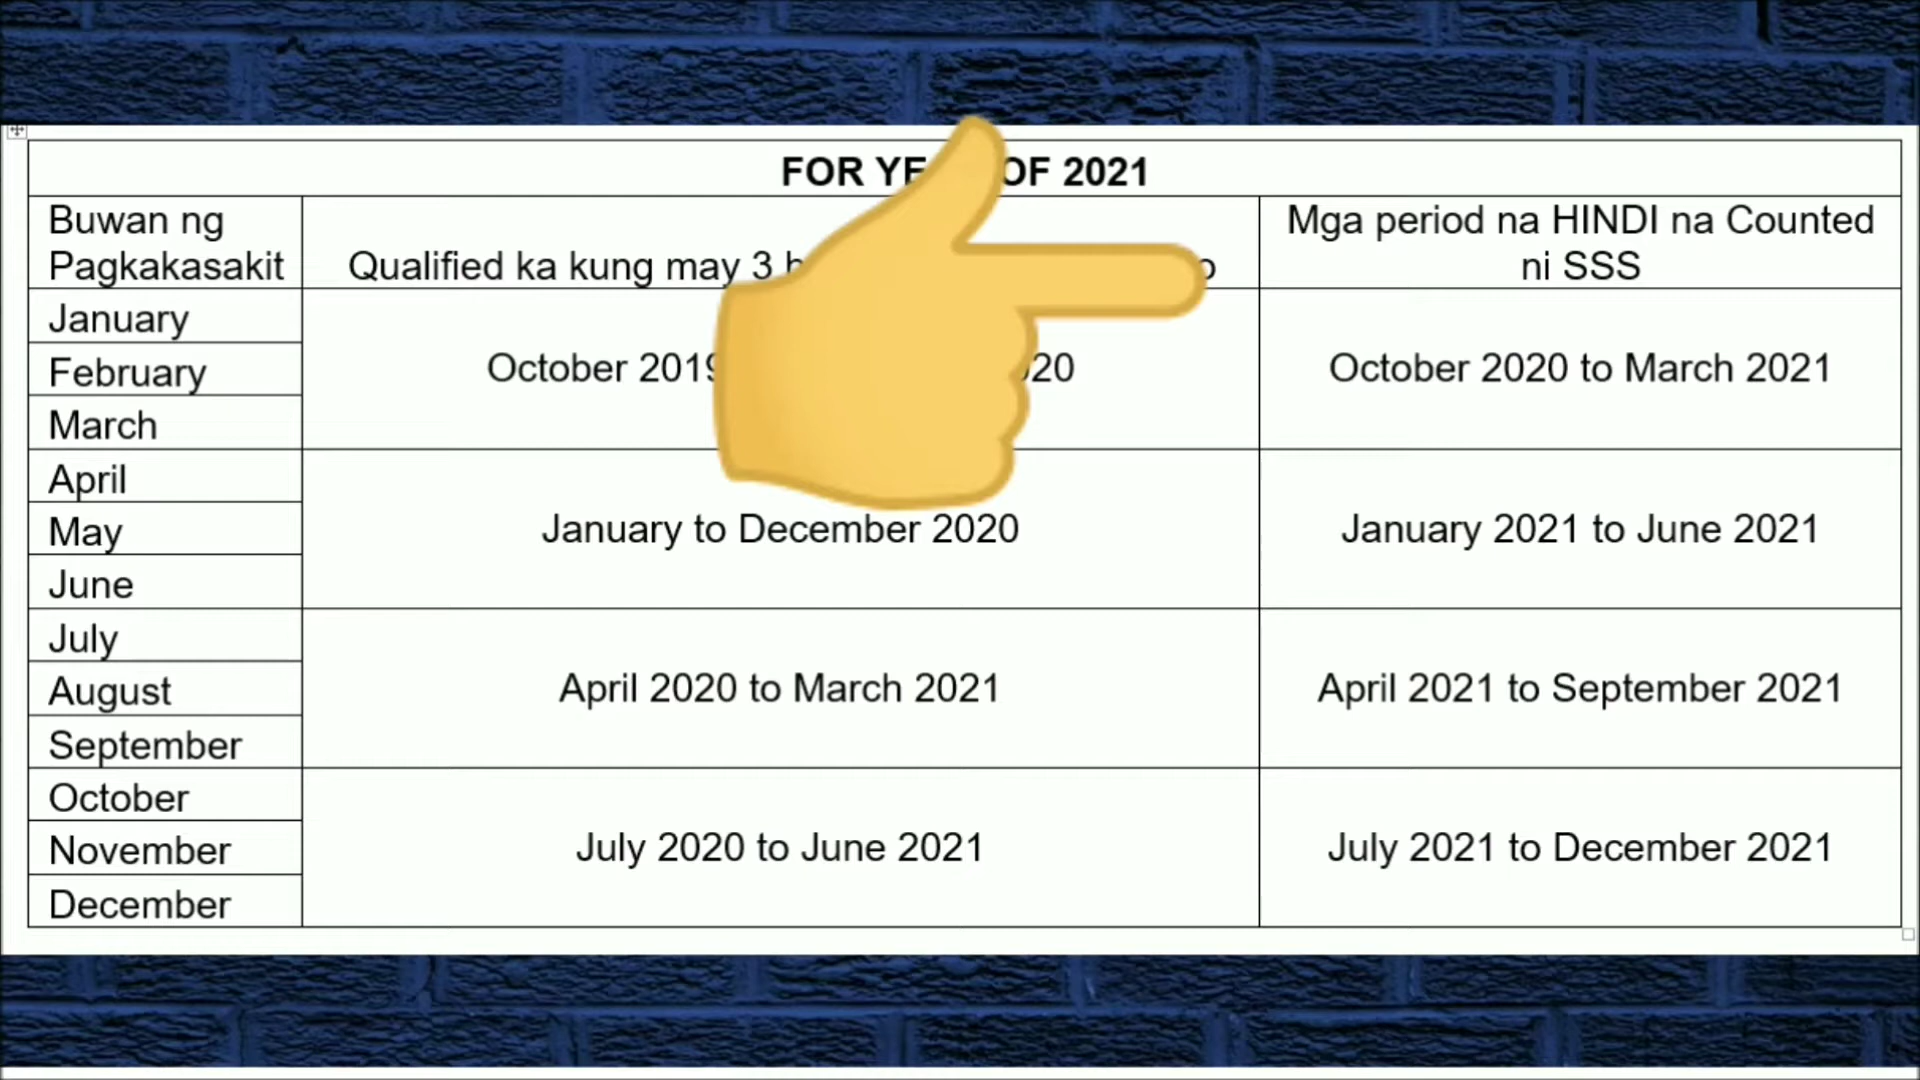 FOR OF 2021
Buwan ng
Pagkakasakit
Qualified ka kung may 3
Mga period na HINDI na Counted
ni SSS
January
February
March
October
October 2020 to March 2021
April
May
June
January to December 2020
January 2021 to June 2021
July
August
September
April 2020 to March 2021
April 2021 to September 2021
October
November
December
July 2020 to June 2021
July 2021 to December 2021